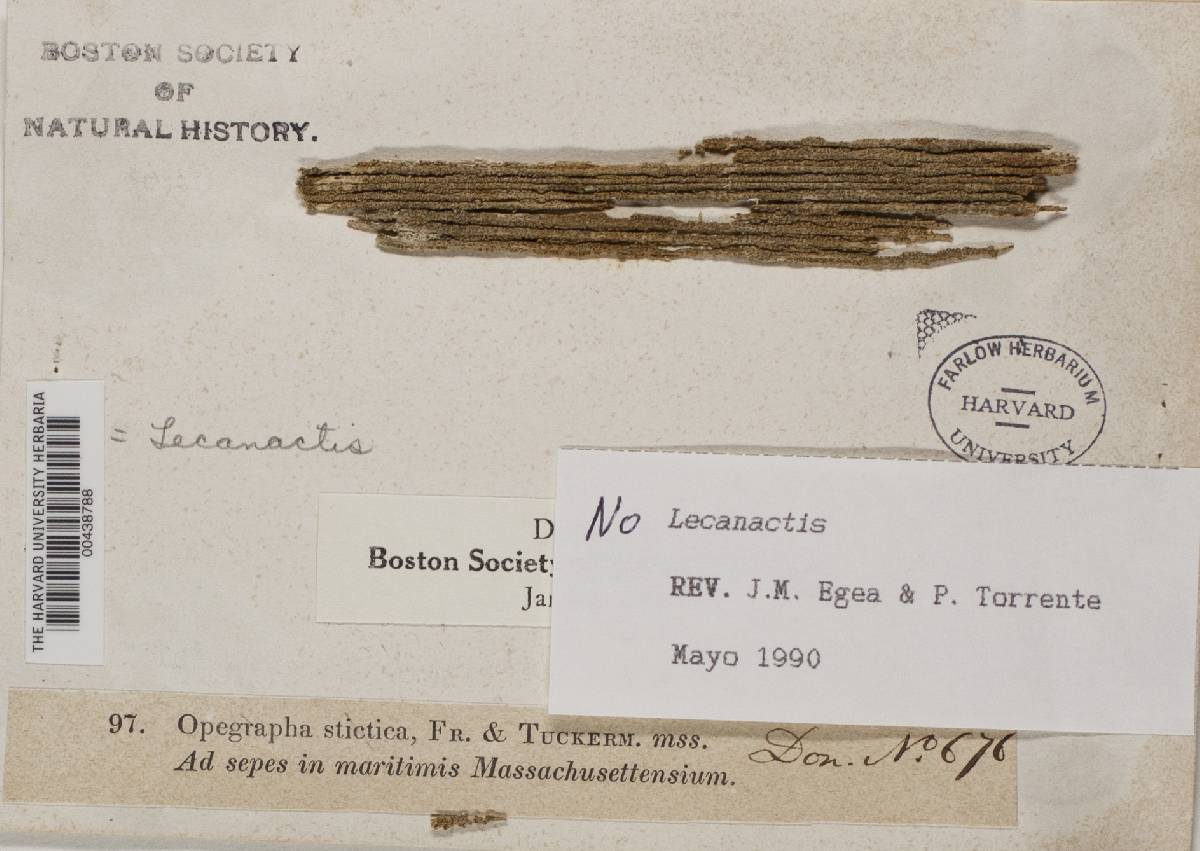 BOSTON SOCIETY
OF
NATURAL HISTORY.
FARLOW HERBARIUM
HARVARD
UNIVERSITY
THE HARVARD UNIVERSITY HERBARIA
00438788
= Lecanactis
Boston Society
No Lecanactis
REV. J.M. Egea & P. Torrente
Mayo 1990
97. Opegrapha stictica, FR. & TUCKERM. mss.
Ad sepes in maritimis Massachusettensium.
Don. No. 676